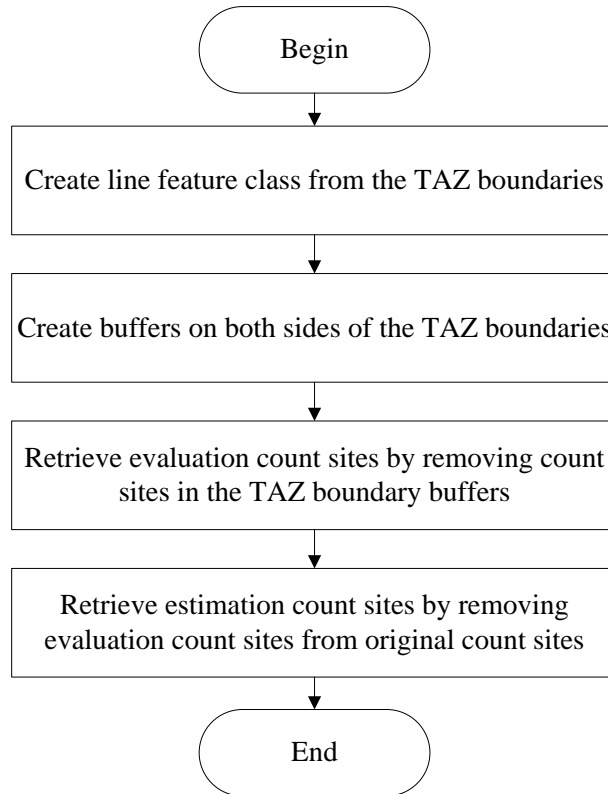 Begin
Create line feature class from the TAZ boundaries
Create buffers on both sides of the TAZ boundaries
Retrieve evaluation count sites by removing count
sites in the TAZ boundary buffers
Retrieve estimation count sites by removing
evaluation count sites from original count sites
End